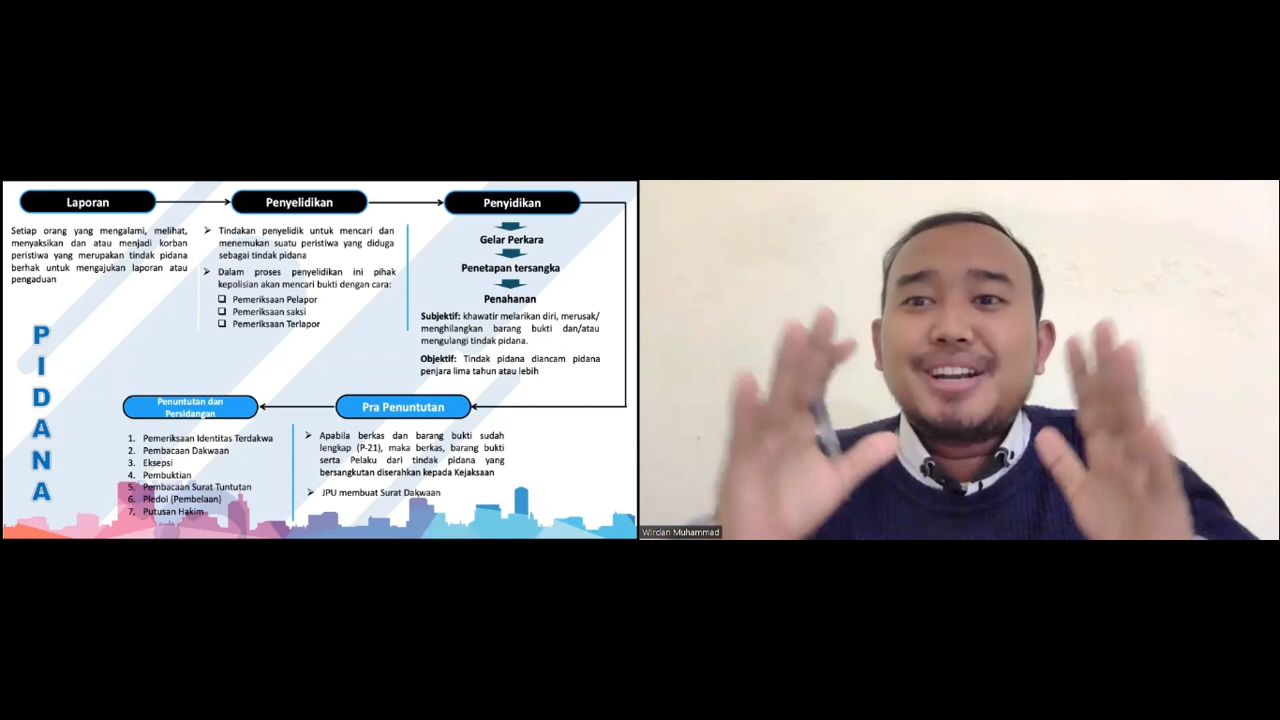 Laporan
Penyelidikan
Penyidikan
Setiap orang yang mengalami, melihat,
menyaksikan dan atau menjadi korban
peristiwa yang merupakan tindak pidana
berhak untuk mengajukan laporan atau
pengaduan
Tindakan penyelidik untuk mencari dan
menemukan suatu peristiwa yang diduga
sebagai tindak pidana
Dalam proses penyelidikan ini pihak
kepolisian akan mencari bukti dengan cara:
Pemeriksaan Pelapor
Pemeriksaan saksi
Pemeriksaan Terlapor
Gelar Perkara
Penetapan tersangka
Penahanan
Subjektif: khawatir melarikan diri, merusak/
menghilangkan barang bukti dan/atau
mengulangi tindak pidana.
Objektif: Tindak pidana diancam pidana
penjara lima tahun atau lebih
P
I
D
A
N
A
Penuntutan dan
Persidangan
Pra Penuntutan
1. Pemeriksaan Identitas Terdakwa
2. Pembacaan Dakwaan
3. Eksepsi
4. Pembuktian
5. Pembacaan Surat Tuntutan
6. Pledoi (Pembelaan)
7. Putusan Hakim
Apabila berkas dan barang bukti sudah
lengkap (P-21), maka berkas, barang bukti
serta Pelaku dari tindak pidana yang
bersangkutan diserahkan kepada Kejaksaan
JPU membuat Surat Dakwaan
Wirdan Muhammad